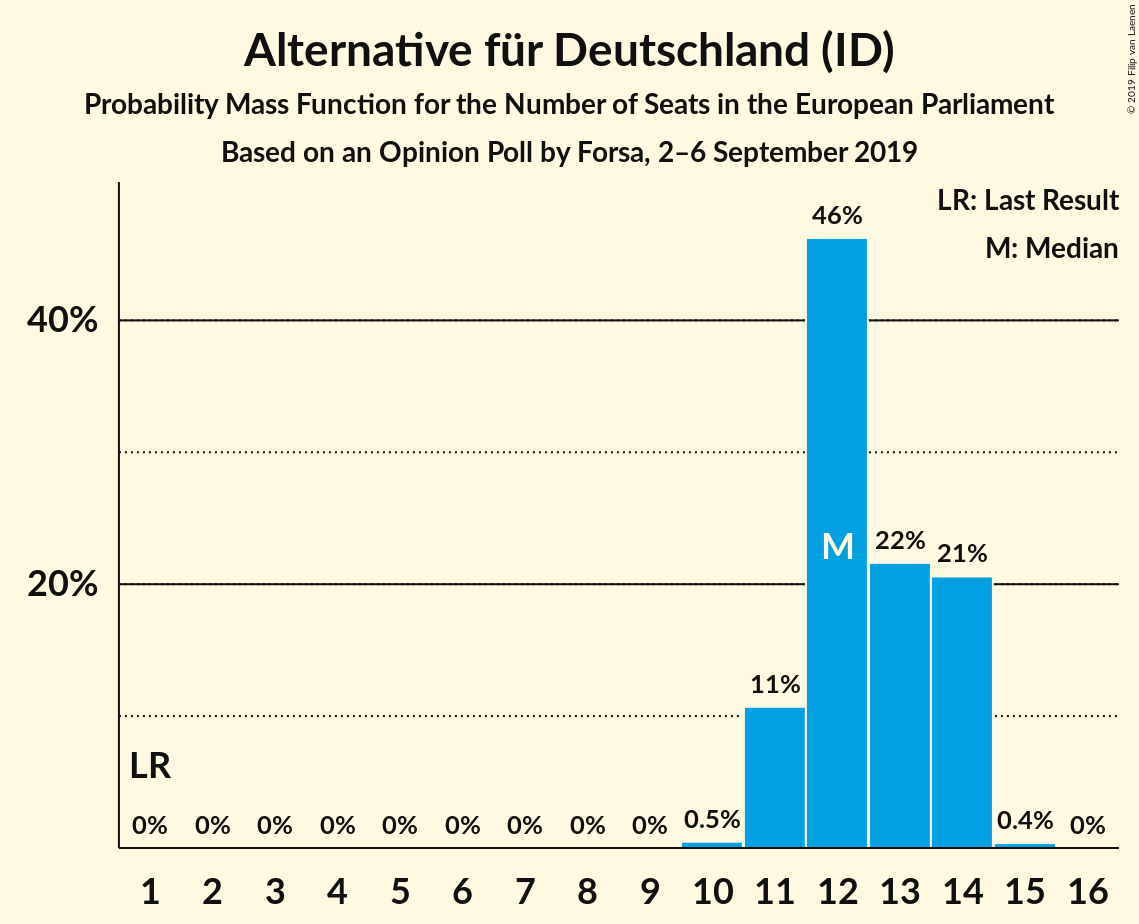 Alternative für Deutschland (ID)
Probability Mass Function for the Number of Seats in the European Parliament
Based on an Opinion Poll by Forsa, 2–6 September 2019
© 2019 Filip van Laenen
LR: Last Result
M: Median
46%
40%
M
22%
21%
20%
11%
LR
0% 0% 0% 0% 0% 0% 0% 0% 0% 0.5% 0.4% 0%
1 2 3 4 5 6 7 8 9 10 11 12 13 14 15 16